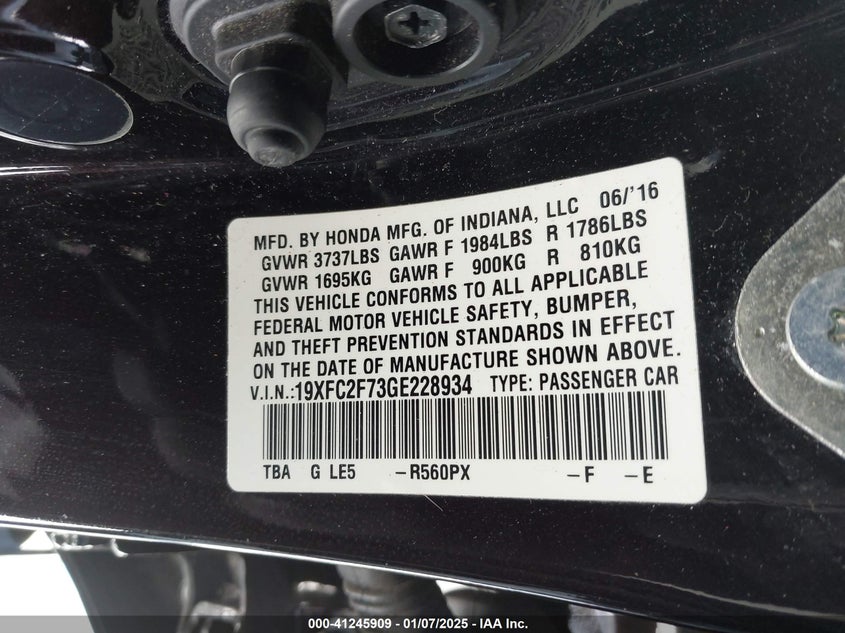 MFD. BY HONDA MFG. OF INDIANA, LLC 06/'16
GVWR 3737LBS GAWR F 1984LBS R 1786LBS
GVWR 1695KG GAWR F 900KG R 810KG
THIS VEHICLE CONFORMS TO ALL APPLICABLE
FEDERAL MOTOR VEHICLE SAFETY, BUMPER,
AND THEFT PREVENTION STANDARDS IN EFFECT
ON THE DATE OF MANUFACTURE SHOWN ABOVE.
V.I.N.:19XFC2F73GE228934 TYPE: PASSENGER CAR
TBA G LE5 –R560PX –F –E
000-41245909 - 01/07/2025 - IAA Inc.